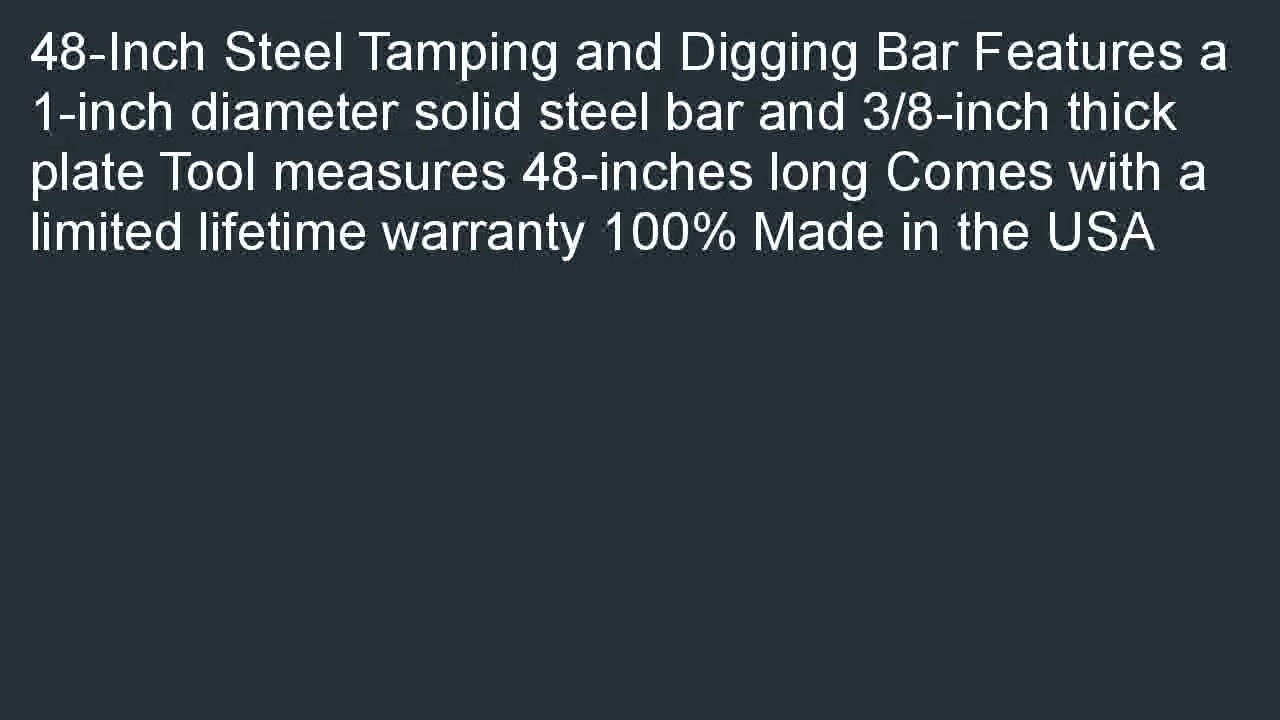 48-Inch Steel Tamping and Digging Bar Features a
1-inch diameter solid steel bar and 3/8-inch thick
plate Tool measures 48-inches long Comes with a
limited lifetime warranty 100% Made in the USA